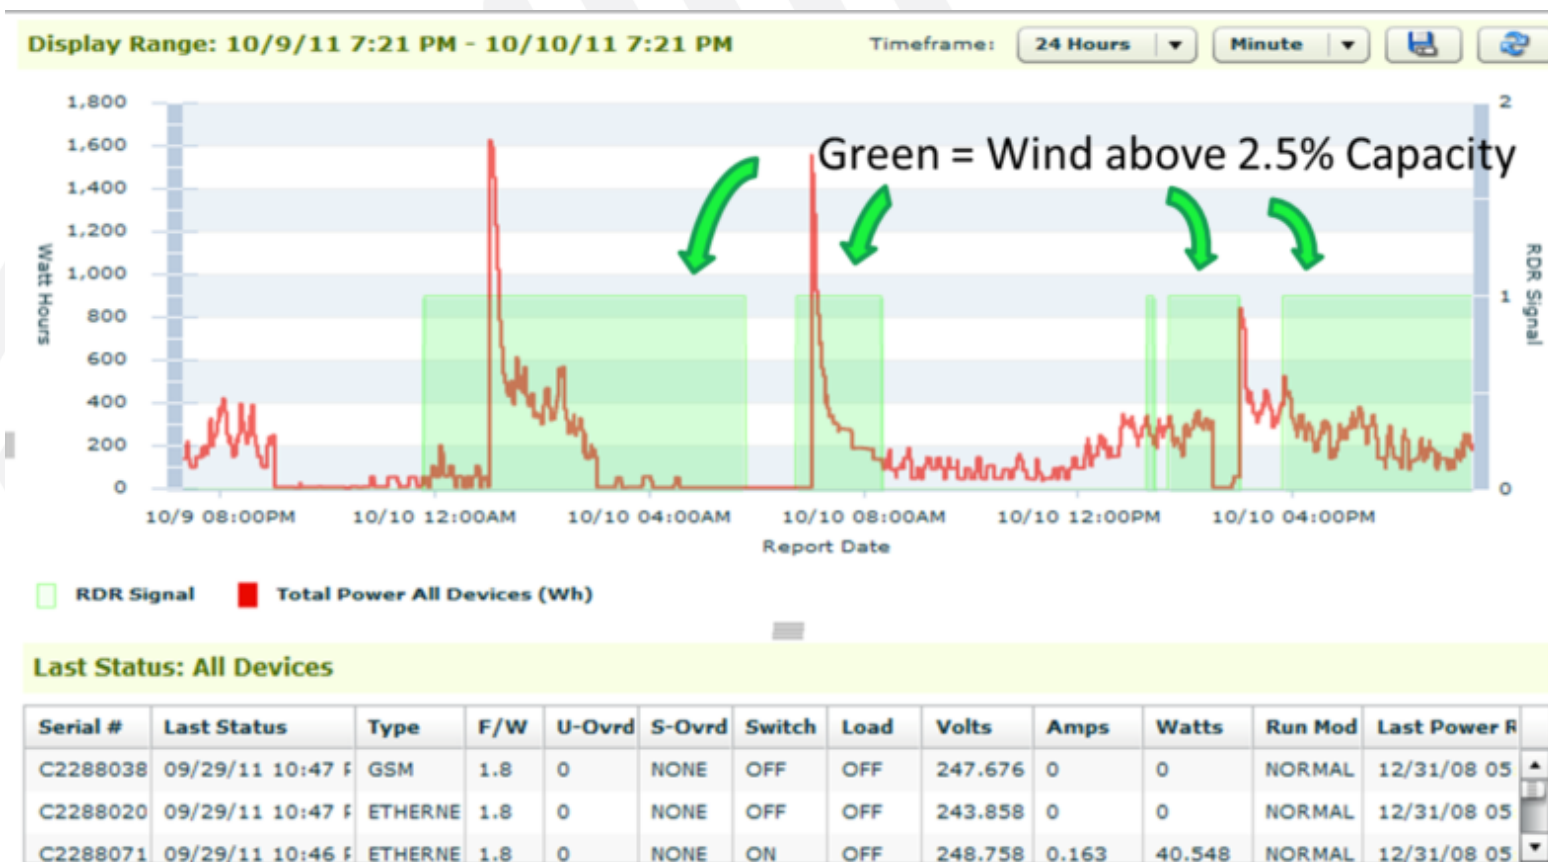 Display Range: 10/9/11 7:21 PM - 10/10/11 7:21 PM Timeframe: 24 Hours Minute
Green = Wind above 2.5% Capacity
Watt Hours
1,800
1,600
1,400
1,200
1,000
800
600
400
200
0
2
1
0
RDR Signal
10/9 08:00PM 10/10 12:00AM 10/10 04:00AM 10/10 08:00AM 10/10 12:00PM 10/10 04:00PM
Report Date
RDR Signal Total Power All Devices (Wh)
Last Status: All Devices
Serial # Last Status Type F/W U-Ovrd S-Ovrd Switch Load Volts Amps Watts Run Mod Last Power R
C2288038 09/29/11 10:47 GSM 1.8 0 NONE OFF OFF 247.676 0 0 NORMAL 12/31/08 05
C2288020 09/29/11 10:47 ETHERNE 1.8 0 NONE OFF OFF 243.858 0 0 NORMAL 12/31/08 05
C2288071 09/29/11 10:46 ETHERNE 1.8 0 NONE ON OFF 248.758 0.163 40.548 NORMAL 12/31/08 05